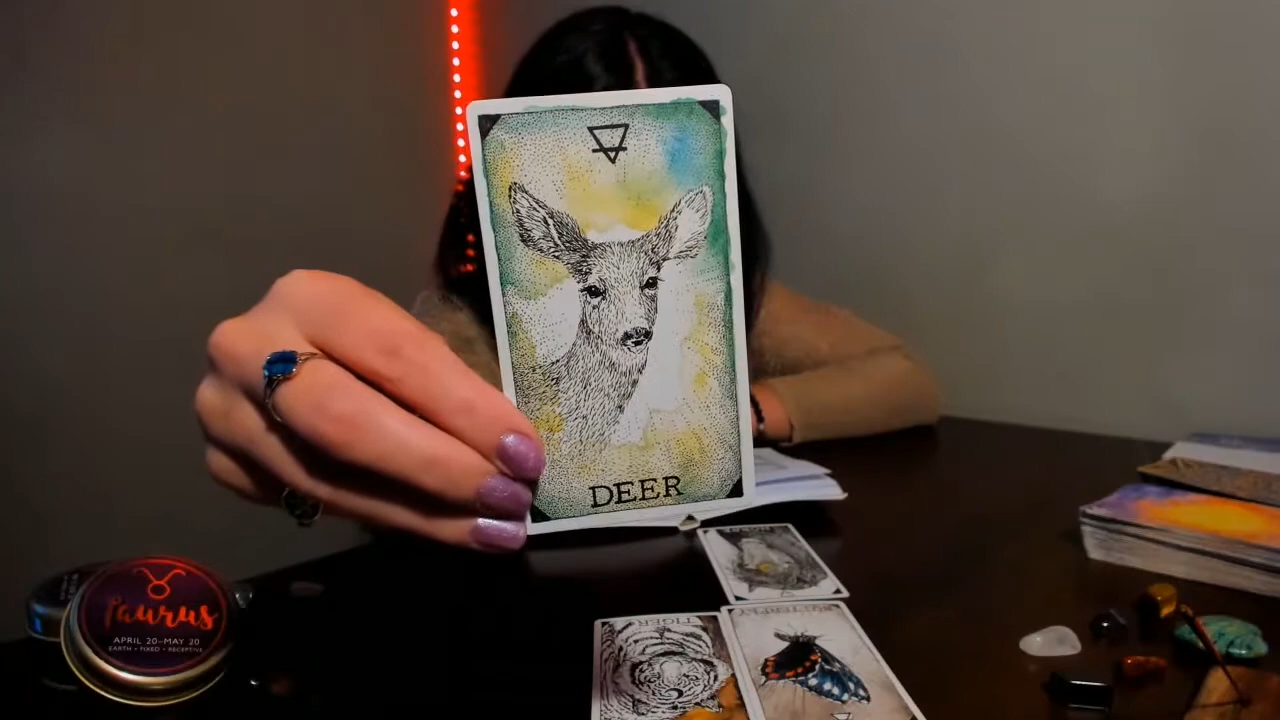 DEER
Taurus
APRIL 20-MAY 20
EARTH • FIXED • RECEPTIVE
TIGER